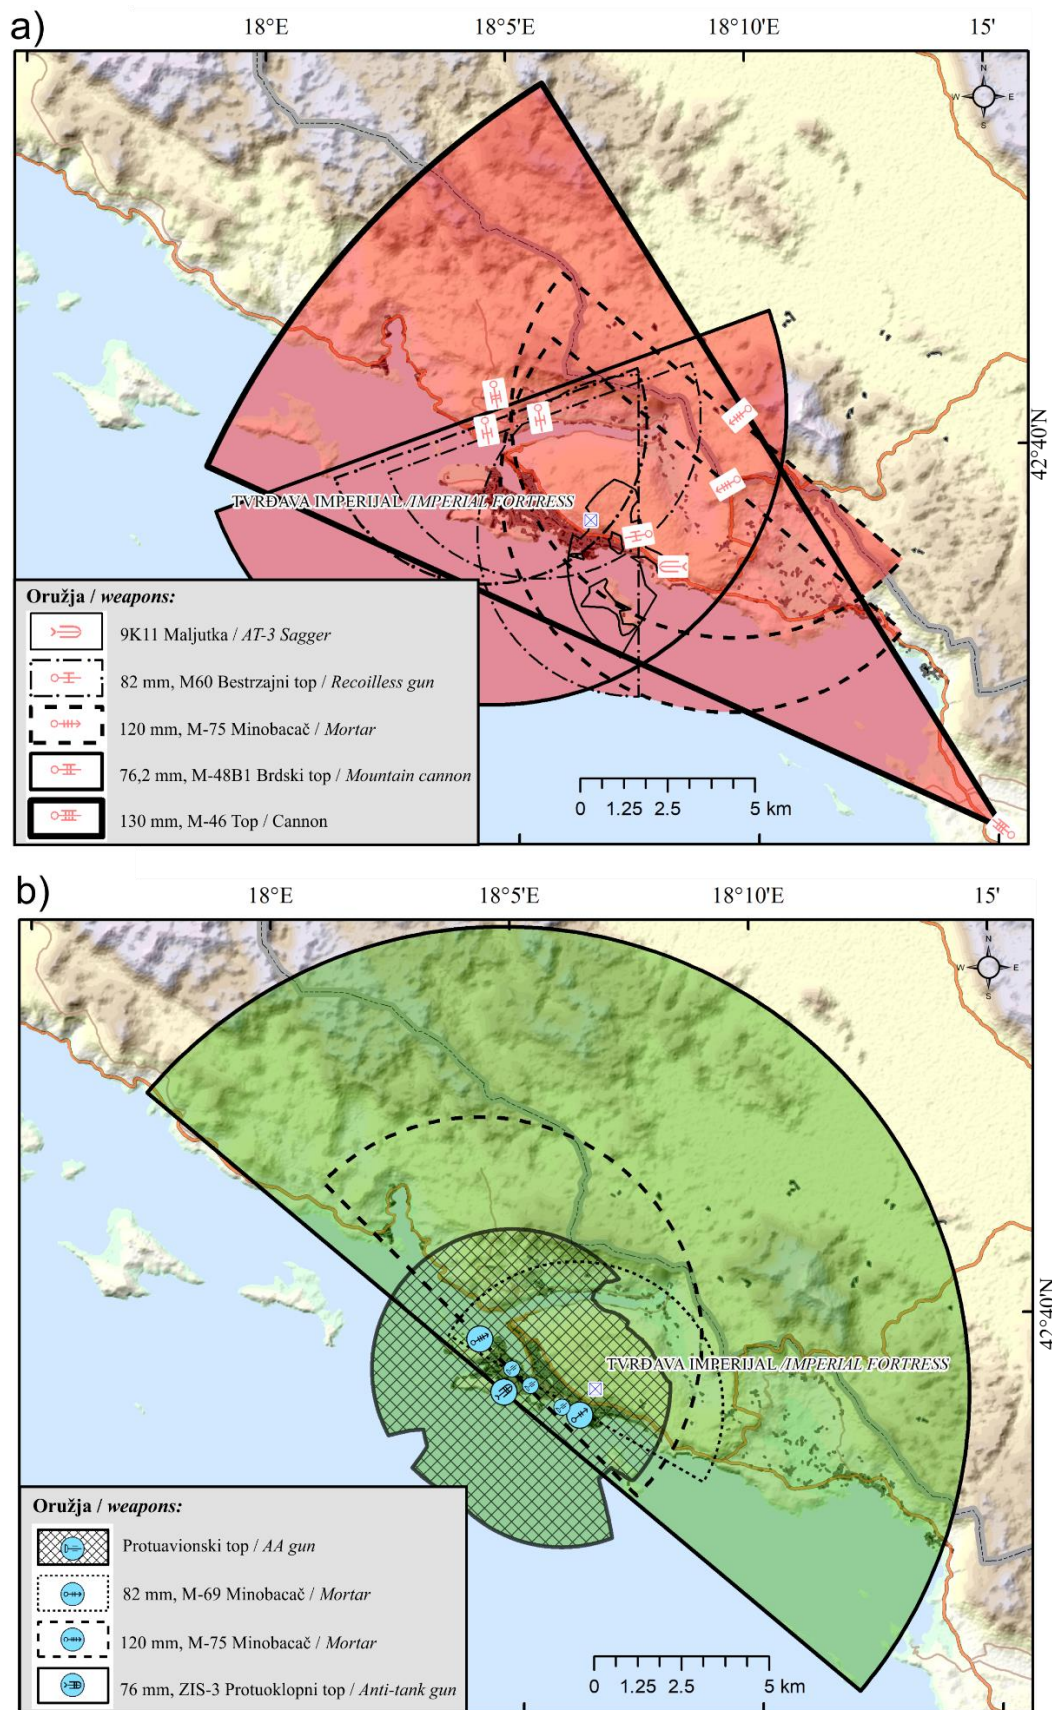 a)
18°E 18°5'E 18°10'E 15'
N
W E
S
42°40'N
TVRĐAVA IMPERIJAL /IMPERIAL FORTRESS
Oružja / weapons:
9K11 Maljutka / AT-3 Sagger
82 mm, M60 Bestrzajni top / Recoilless gun
120 mm, M-75 Minobacač / Mortar
76,2 mm, M-48B1 Brdski top / Mountain cannon
130 mm, M-46 Top / Cannon
0 1.25 2.5 5 km
b)
18°E 18°5'E 18°10'E 15'
N
W E
S
42°40'N
TVRĐAVA IMPERIJAL /IMPERIAL FORTRESS
Oružja / weapons:
Protuavionski top / AA gun
82 mm, M-69 Minobacač / Mortar
120 mm, M-75 Minobacač / Mortar
76 mm, ZIS-3 Protuoklopni top / Anti-tank gun
0 1.25 2.5 5 km